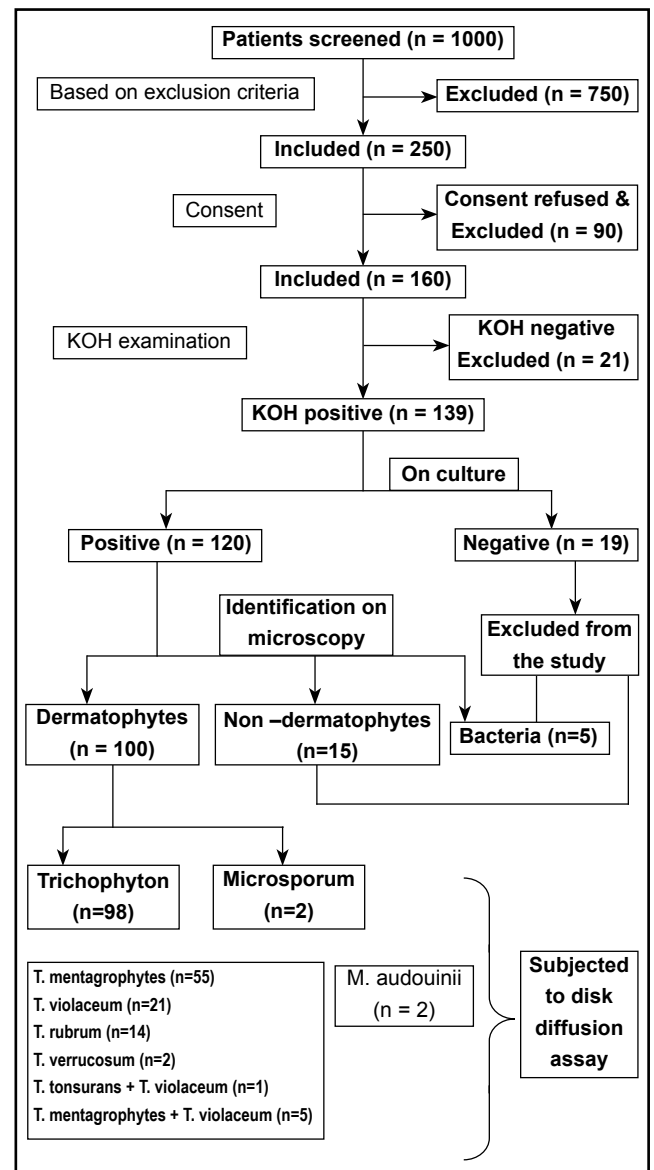 Patients screened (n = 1000)
Based on exclusion criteria
Excluded (n = 750)
Included (n = 250)
Consent
Consent refused &
Excluded (n = 90)
Included (n = 160)
KOH examination
KOH negative
Excluded (n = 21)
KOH positive (n = 139)
On culture
Positive (n = 120)
Negative (n = 19)
Identification on
microscopy
Excluded from
the study
Dermatophytes
(n = 100)
Non –dermatophytes
(n=15)
Bacteria (n=5)
Trichophyton
(n=98)
Microsporum
(n=2)
T. mentagrophytes (n=55)
T. violaceum (n=21)
T. rubrum (n=14)
T. verrucosum (n=2)
T. tonsurans + T. violaceum (n=1)
T. mentagrophytes + T. violaceum (n=5)
M. audouinii
(n = 2)
Subjected
to disk
diffusion
assay